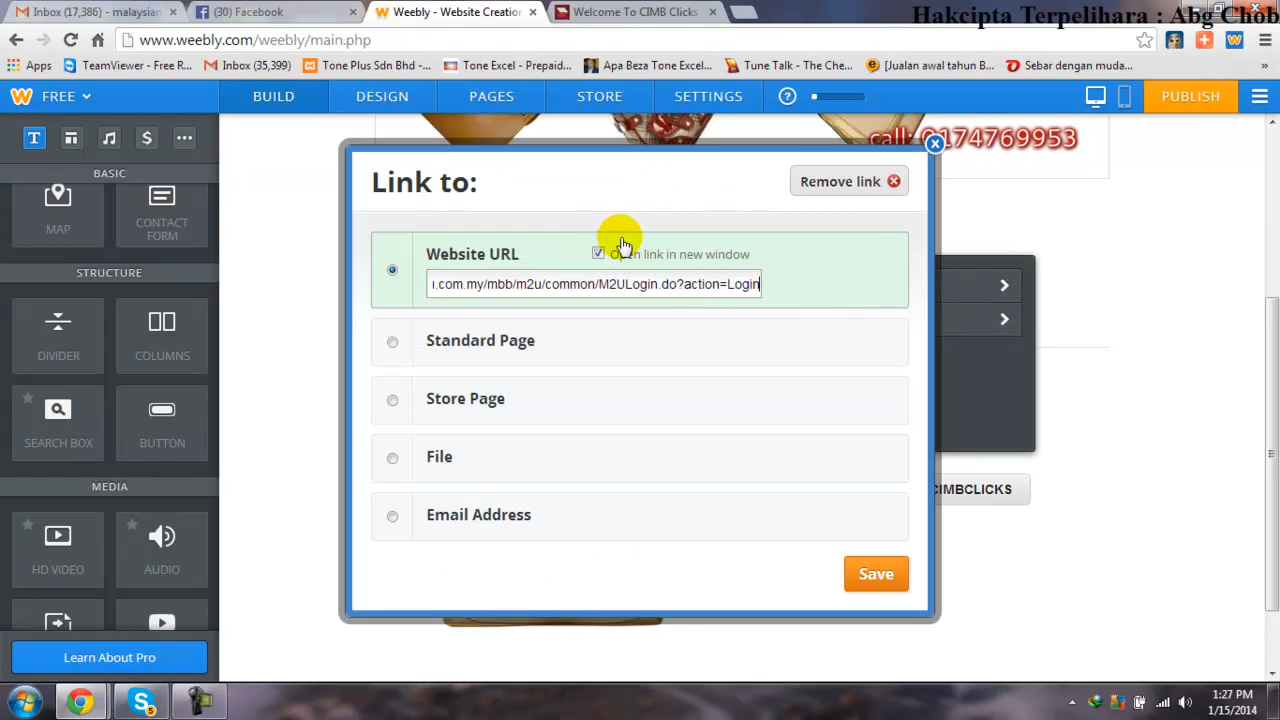 Inbox (17,386) - malaysian
(30) Facebook
Weebly - Website Creation
Welcome To CIMB Clicks
Hakcipta Terpelihara : Abg Chob
www.weebly.com/weebly/main.php
Apps
TeamViewer - Free R...
Inbox (35,399)
Tone Plus Sdn Bhd -...
Tone Excel - Prepaid...
Apa Beza Tone Excel...
Tune Talk - The Che...
[Jualan awal tahun B...
Sebar dengan muda...
»
W FREE
BUILD
DESIGN
PAGES
STORE
SETTINGS
?
PUBLISH
T
$
BASIC
MAP
CONTACT FORM
STRUCTURE
DIVIDER
COLUMNS
SEARCH BOX
BUTTON
MEDIA
HD VIDEO
AUDIO
Learn About Pro
call: 0174769953
Link to:
Remove link
Website URL
Open link in new window
.com.my/mbb/m2u/common/M2ULogin.do?action=Login
Standard Page
Store Page
File
Email Address
Save
CIMBCLICKS
5
1:27 PM
1/15/2014